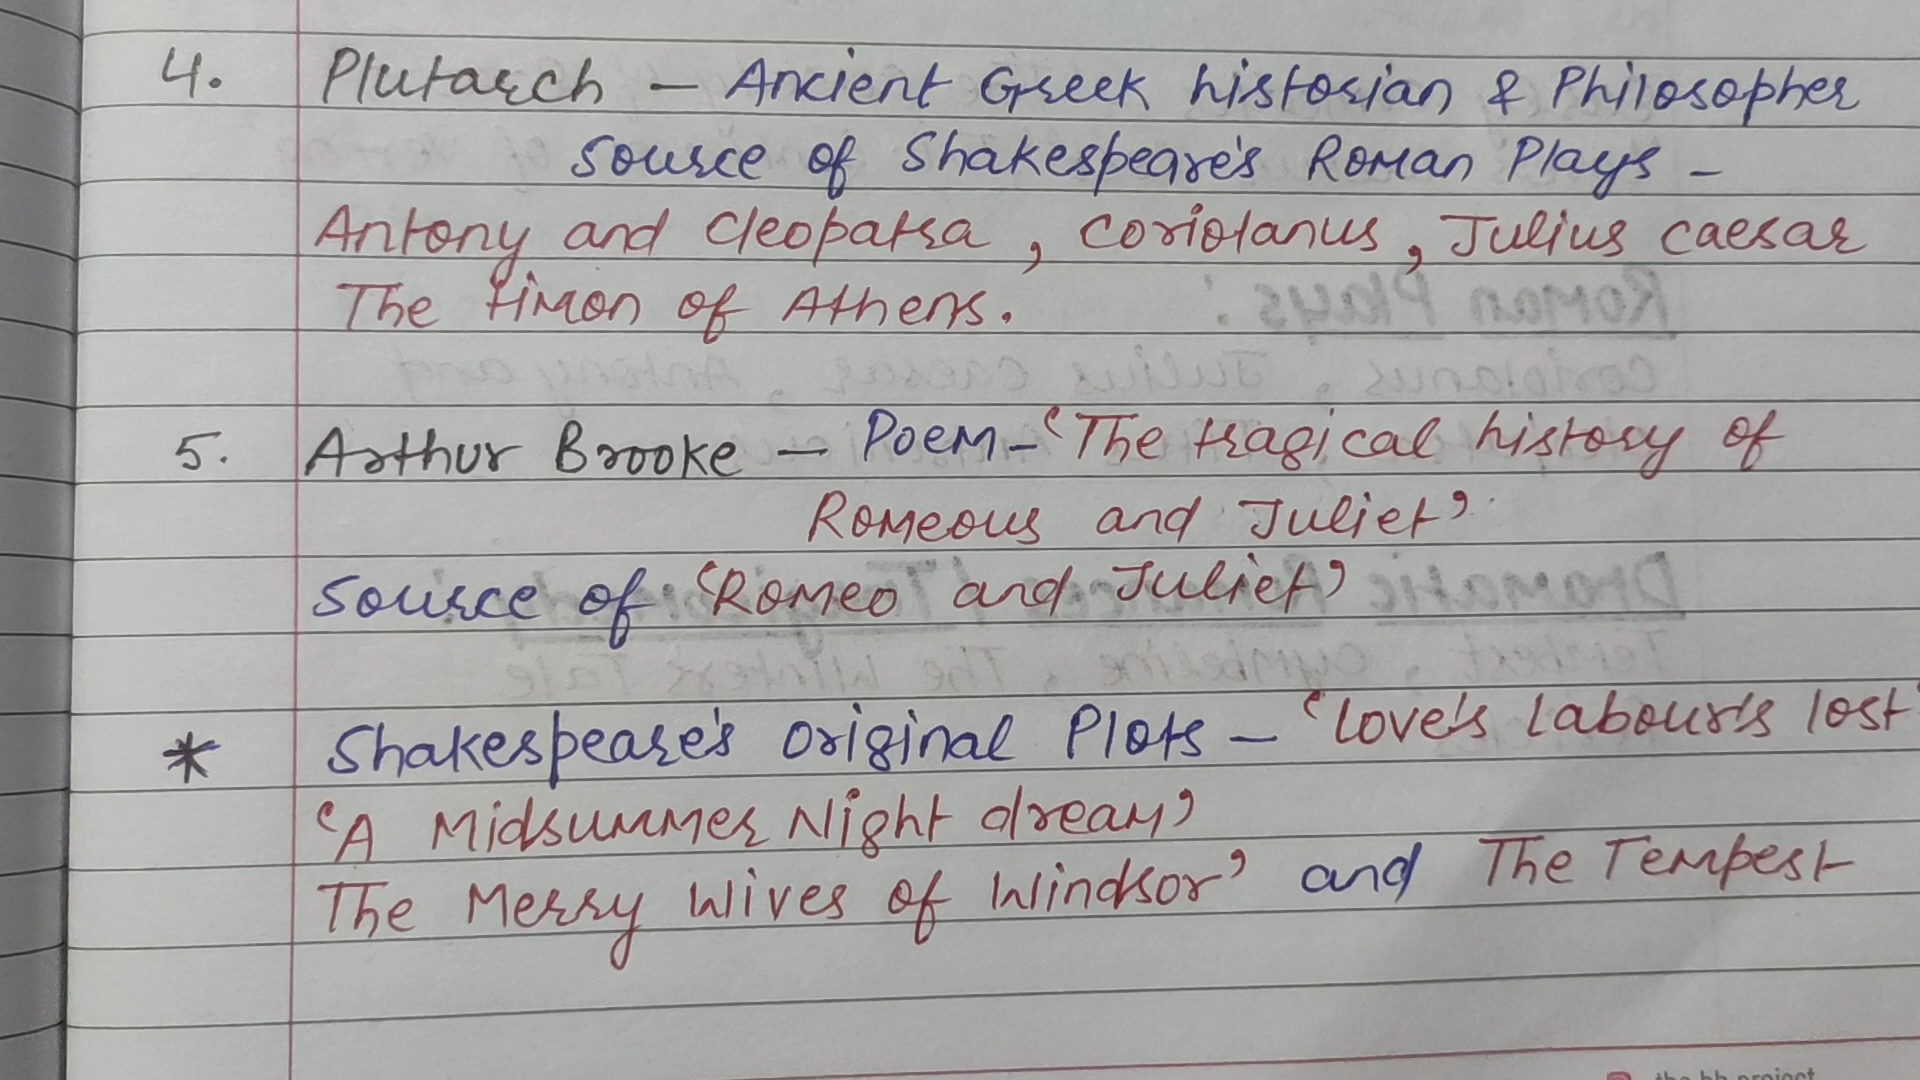 4. Plutarch – Ancient Greek historian & Philosopher
source of Shakespeare's Roman Plays –
Antony and Cleopatra, Coriolanus, Julius caesar
The timon of Athens.
5. Arthur Brooke – Poem – 'The tragical history of
Romeous and Juliet'
Source of 'Romeo and Juliet'
* Shakespeare's original Plots – 'Love's Labour's lost'
'A Midsummer Night dream'
The Merry Wives of Windsor' and The Tempest